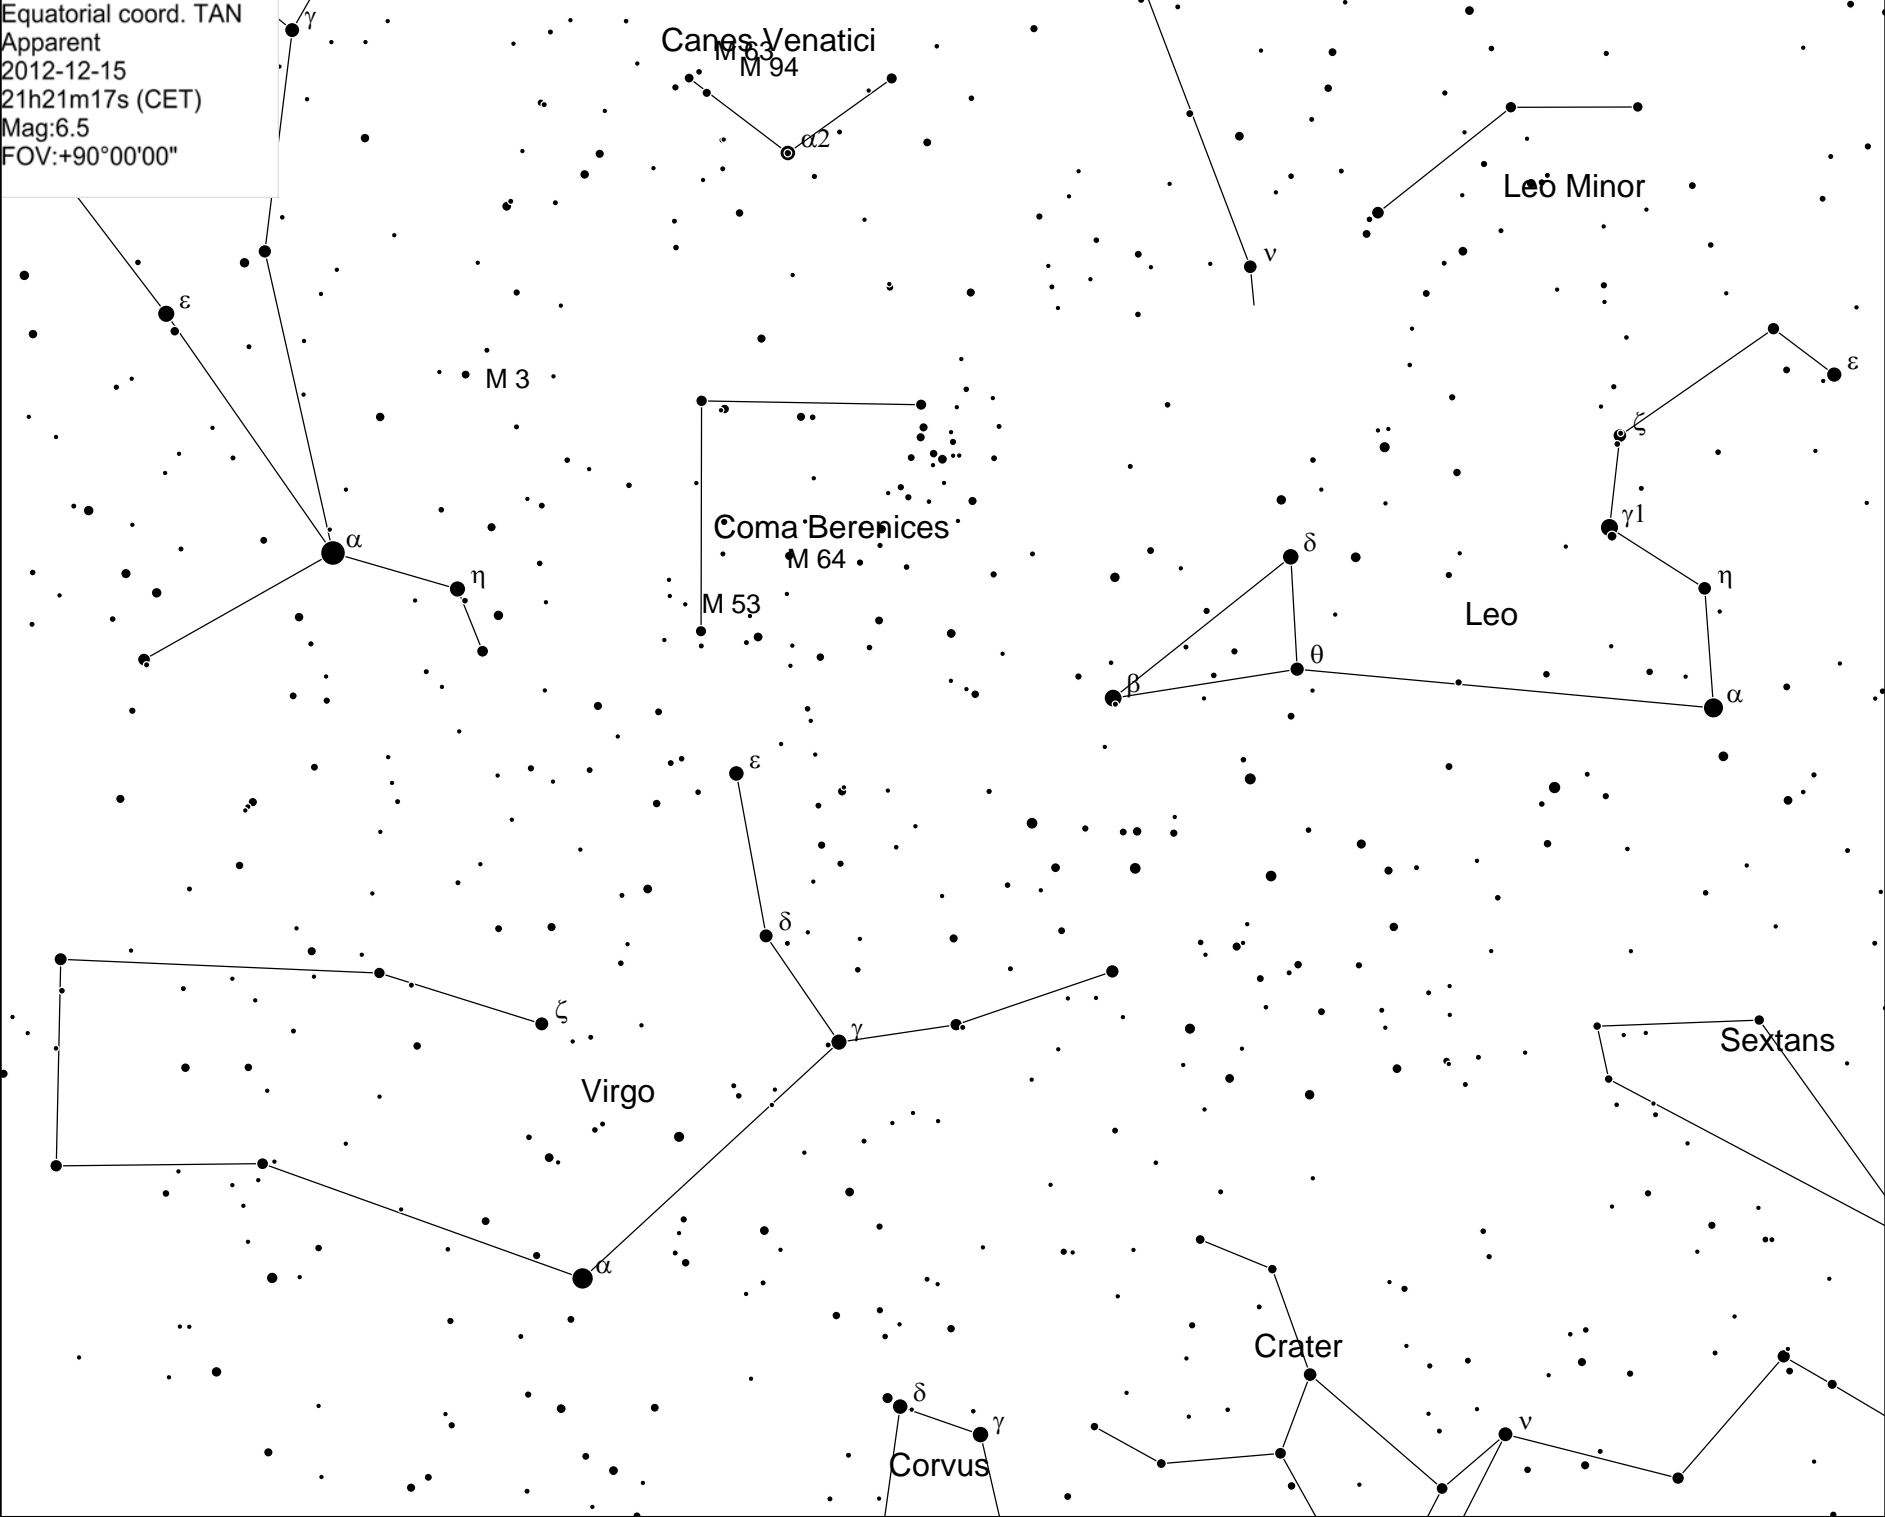 Equatorial coord. TAN
Apparent
2012-12-15
21h21m17s (CET)
Mag:6.5
FOV:+90°00'00"
γ
Canes Venatici
M 63
M 94
α2
Leo Minor
ν
ε
ε
M 3
ζ
γ1
Coma Berenices
α
δ
M 64
η
η
M 53
Leo
θ
β
α
ε
δ
ζ
γ
Sextans
Virgo
α
Crater
δ
γ
ν
Corvus